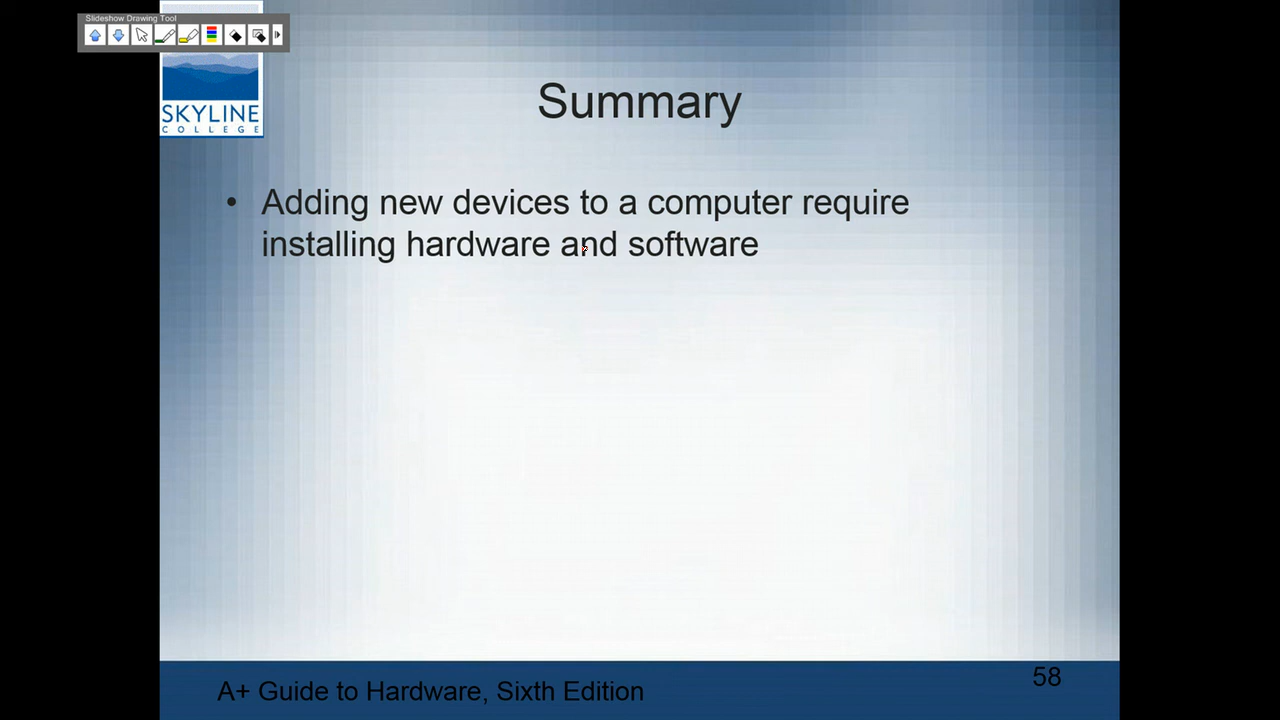 Slideshow Drawing Tool
SKYLINE
COLLEGE
Summary
• Adding new devices to a computer require
installing hardware and software
58
A+ Guide to Hardware, Sixth Edition